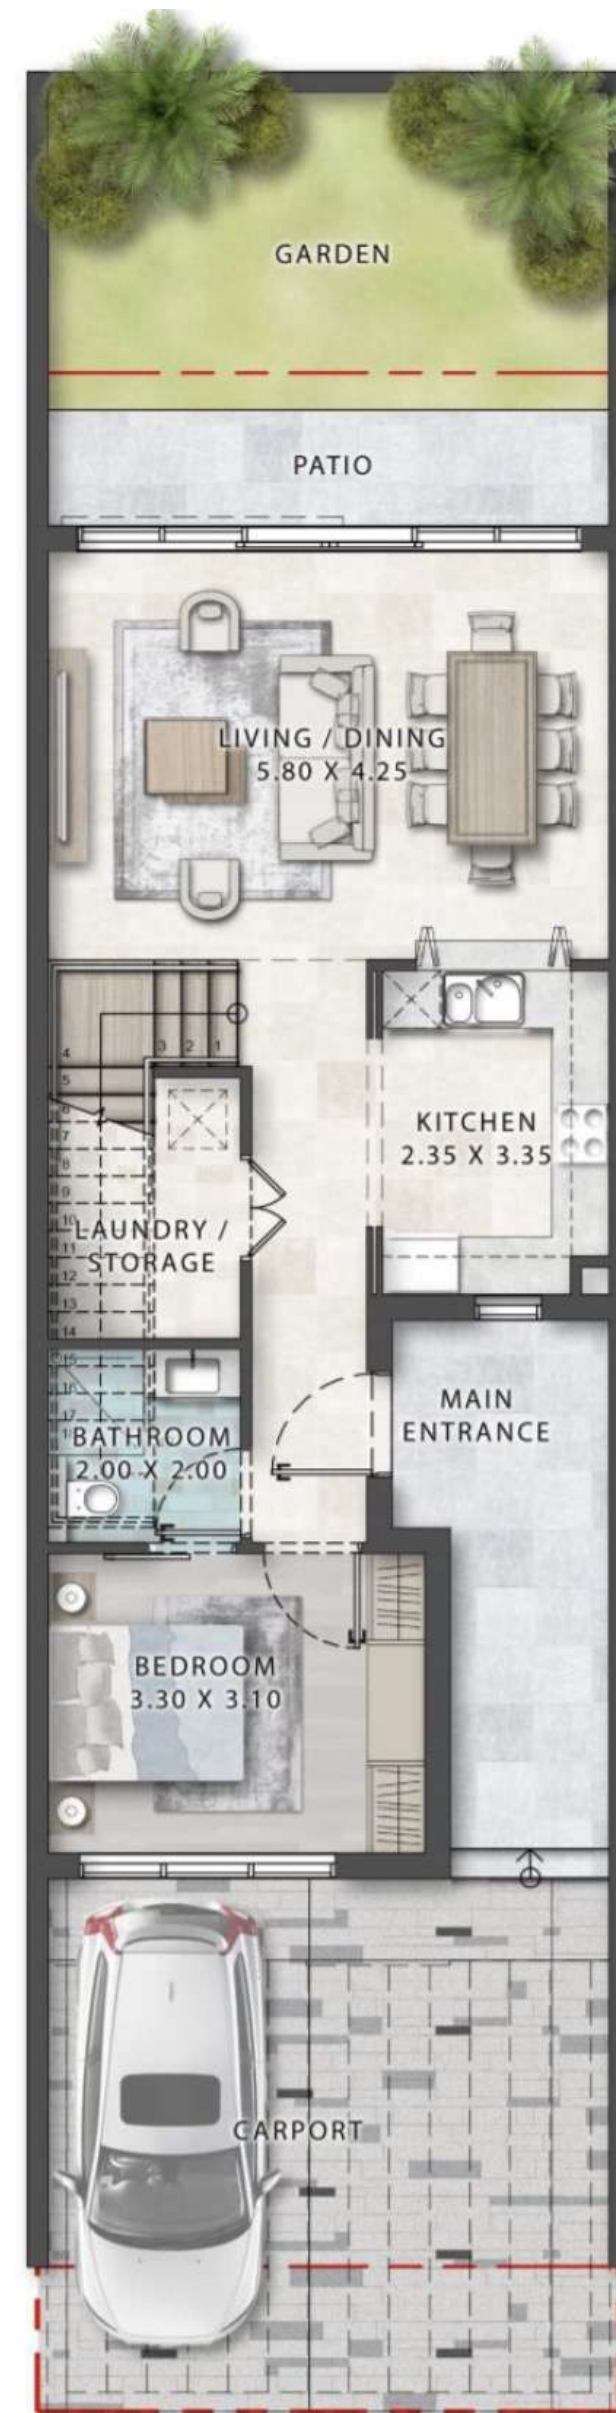 GARDEN
PATIO
LIVING / DINING
5.80 X 4.25
3 2 1
4
5
6
7
8
9
10
11
12
13
14
KITCHEN
2.35 X 3.35
LAUNDRY /
STORAGE
15
16
17
MAIN
ENTRANCE
BATHROOM
2.00 X 2.00
BEDROOM
3.30 X 3.10
CARPORT